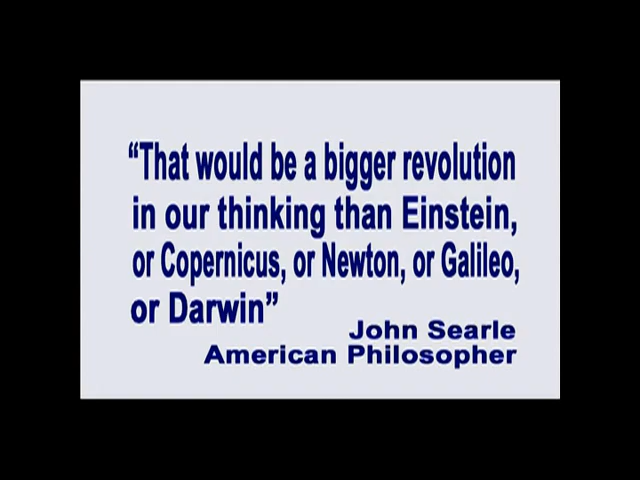 “That would be a bigger revolution
in our thinking than Einstein,
or Copernicus, or Newton, or Galileo,
or Darwin”
John Searle
American Philosopher